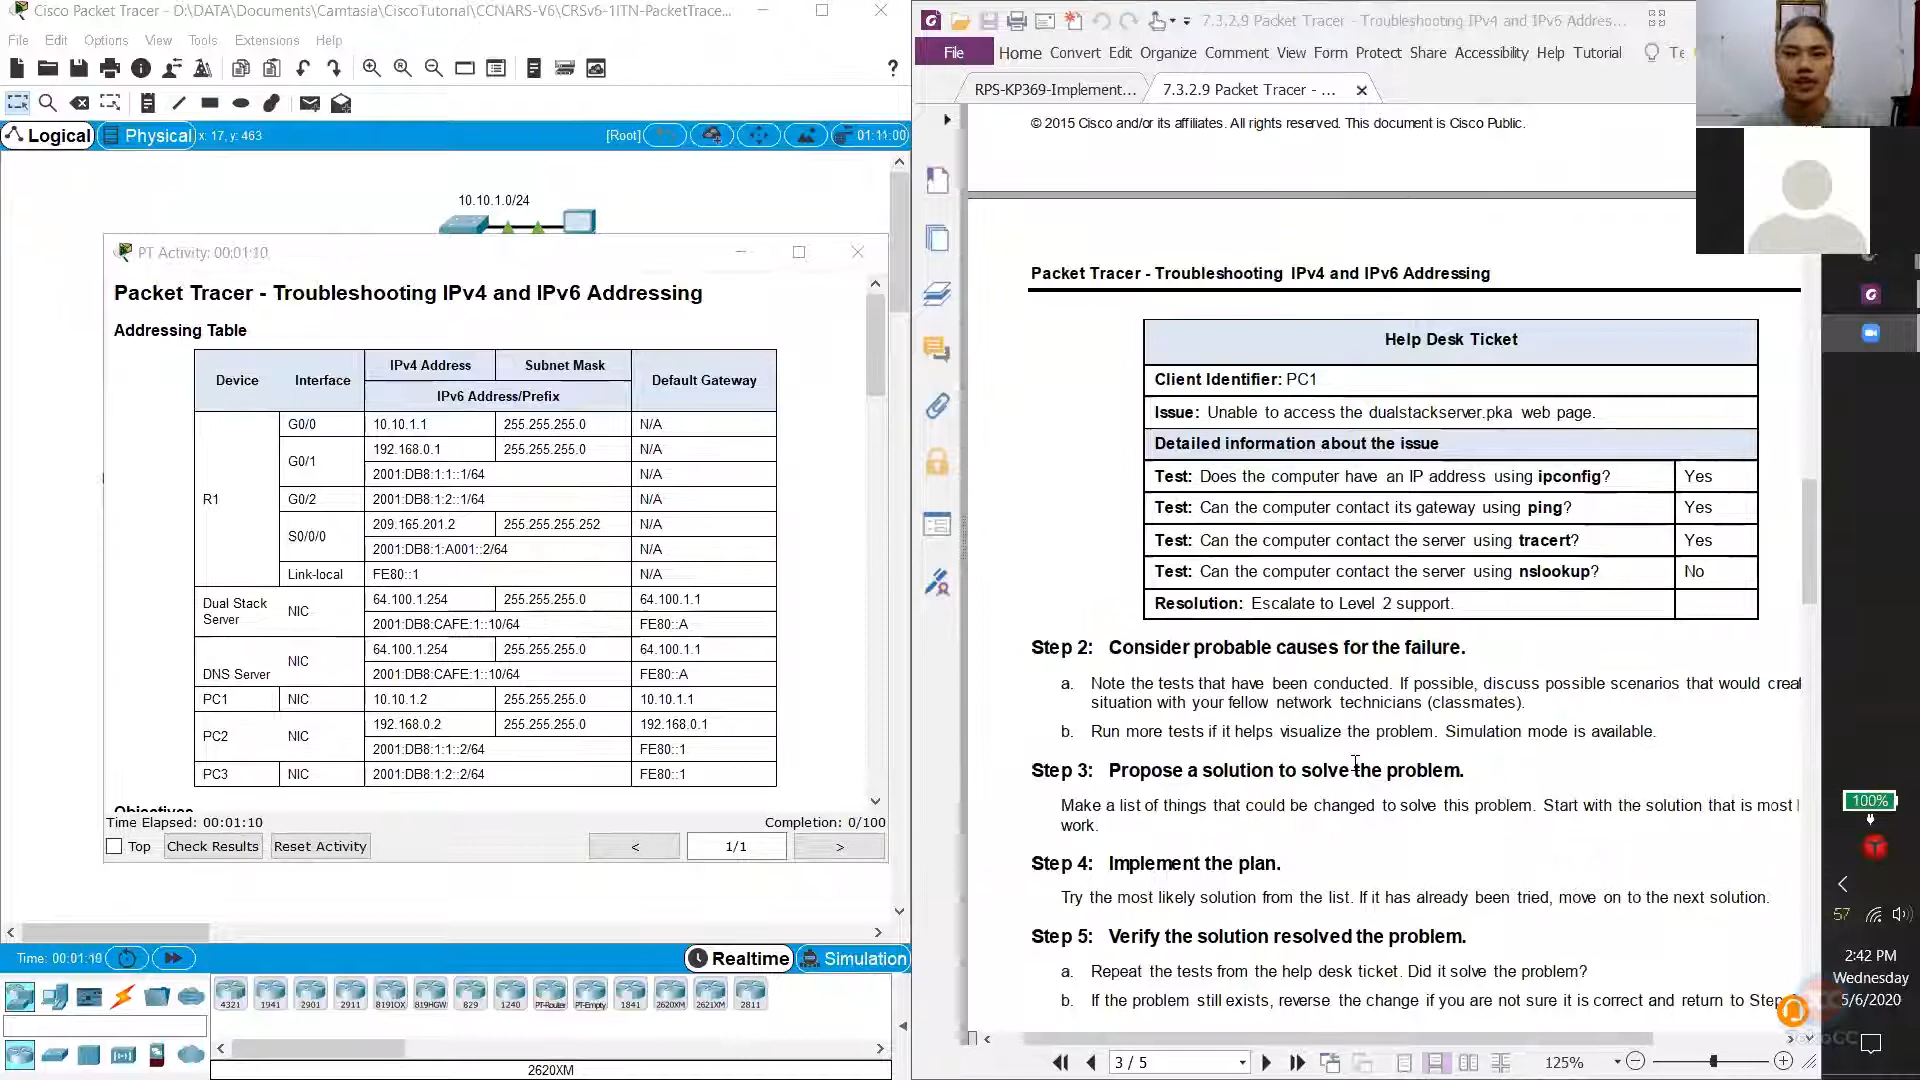 Cisco Packet Tracer - D:\DATA\Documents\Camtasia\CiscoTutorial\CCNARS-V6\CRSv6-1ITN-PacketTrace...
File Edit Options View Tools Extensions Help
Logical Physical x: 17, y: 463 [Root] 01:11:00
10.10.1.0/24
PT Activity: 00:01:10
Packet Tracer - Troubleshooting IPv4 and IPv6 Addressing
Addressing Table
Device Interface IPv4 Address Subnet Mask Default Gateway
IPv6 Address/Prefix
R1 G0/0 10.10.1.1 255.255.255.0 N/A
G0/1 192.168.0.1 255.255.255.0 N/A
2001:DB8:1:1::1/64 N/A
G0/2 2001:DB8:1:2::1/64 N/A
S0/0/0 209.165.201.2 255.255.255.252 N/A
2001:DB8:1:A001::2/64 N/A
Link-local FE80::1 N/A
Dual Stack Server NIC 64.100.1.254 255.255.255.0 64.100.1.1
2001:DB8:CAFE:1::10/64 FE80::A
DNS Server NIC 64.100.1.254 255.255.255.0 64.100.1.1
2001:DB8:CAFE:1::10/64 FE80::A
PC1 NIC 10.10.1.2 255.255.255.0 10.10.1.1
PC2 NIC 192.168.0.2 255.255.255.0 192.168.0.1
2001:DB8:1:1::2/64 FE80::1
PC3 NIC 2001:DB8:1:2::2/64 FE80::1
Objectives
Time Elapsed: 00:01:10 Completion: 0/100
Top Check Results Reset Activity < 1/1 >
Time: 00:01:19 Realtime Simulation
4321 1941 2901 2911 819IOX 819HGW 829 1240 PT-Router PT-Empty 1841 2620XM 2621XM 2811
2620XM
7.3.2.9 Packet Tracer - Troubleshooting IPv4 and IPv6 Addres...
File Home Convert Edit Organize Comment View Form Protect Share Accessibility Help Tutorial Te
RPS-KP369-Implement... 7.3.2.9 Packet Tracer - ...
© 2015 Cisco and/or its affiliates. All rights reserved. This document is Cisco Public.
Packet Tracer - Troubleshooting IPv4 and IPv6 Addressing
Help Desk Ticket
Client Identifier: PC1
Issue: Unable to access the dualstackserver.pka web page.
Detailed information about the issue
Test: Does the computer have an IP address using ipconfig? Yes
Test: Can the computer contact its gateway using ping? Yes
Test: Can the computer contact the server using tracert? Yes
Test: Can the computer contact the server using nslookup? No
Resolution: Escalate to Level 2 support.
Step 2: Consider probable causes for the failure.
a. Note the tests that have been conducted. If possible, discuss possible scenarios that would crea
situation with your fellow network technicians (classmates).
b. Run more tests if it helps visualize the problem. Simulation mode is available.
Step 3: Propose a solution to solve the problem.
Make a list of things that could be changed to solve this problem. Start with the solution that is most l
work.
Step 4: Implement the plan.
Try the most likely solution from the list. If it has already been tried, move on to the next solution.
Step 5: Verify the solution resolved the problem.
a. Repeat the tests from the help desk ticket. Did it solve the problem?
b. If the problem still exists, reverse the change if you are not sure it is correct and return to Step
3 / 5 125%
100%
57
2:42 PM
Wednesday
5/6/2020